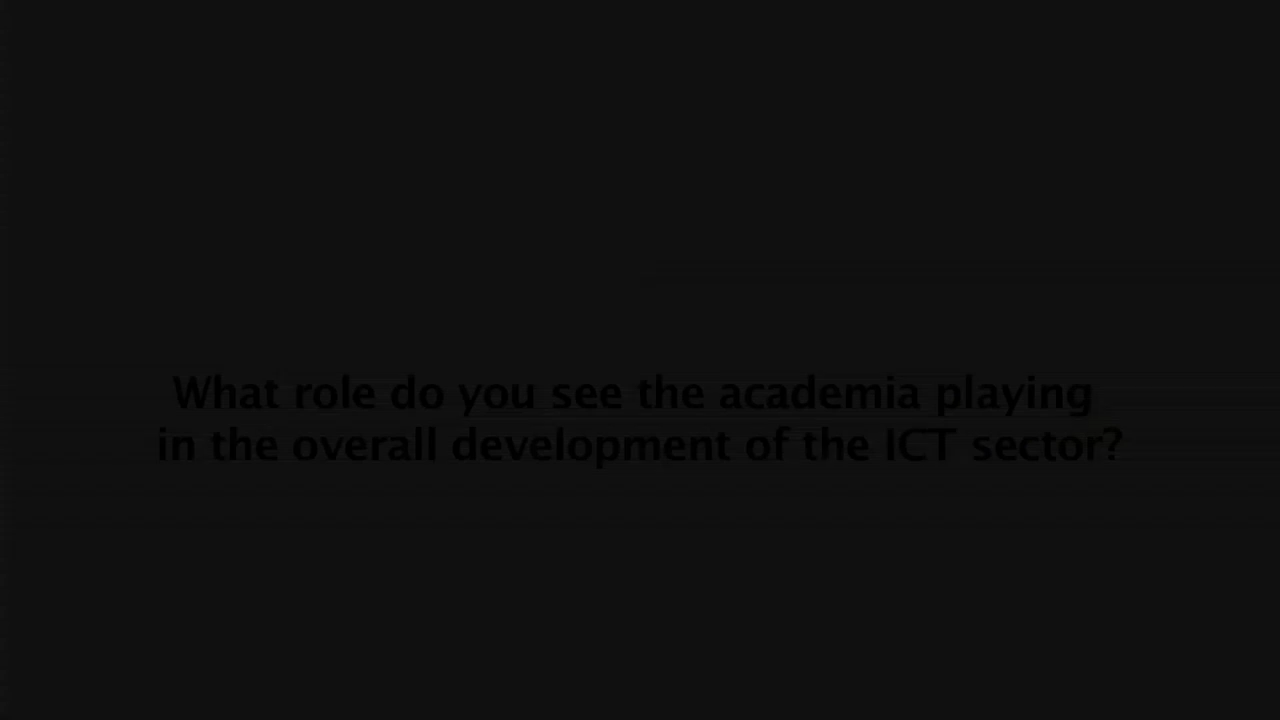 What role do you see the academia playing
in the overall development of the ICT sector?